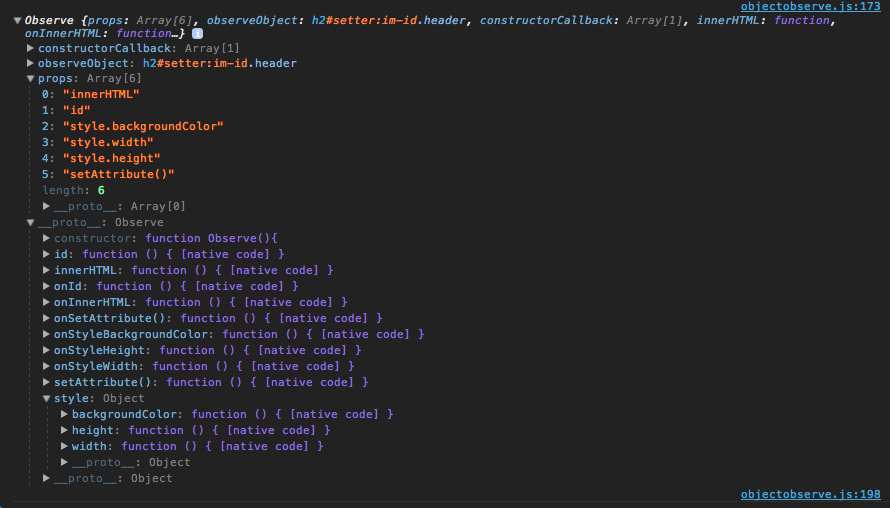 objectobserve.js:173
Observe {props: Array[6], observeObject: h2#setter:im-id.header, constructorCallback: Array[1], innerHTML: function,
onInnerHTML: function…} i
constructorCallback: Array[1]
observeObject: h2#setter:im-id.header
props: Array[6]
0: "innerHTML"
1: "id"
2: "style.backgroundColor"
3: "style.width"
4: "style.height"
5: "setAttribute()"
length: 6
__proto__: Array[0]
__proto__: Observe
constructor: function Observe(){
id: function () { [native code] }
innerHTML: function () { [native code] }
onId: function () { [native code] }
onInnerHTML: function () { [native code] }
onSetAttribute(): function () { [native code] }
onStyleBackgroundColor: function () { [native code] }
onStyleHeight: function () { [native code] }
onStyleWidth: function () { [native code] }
setAttribute(): function () { [native code] }
style: Object
backgroundColor: function () { [native code] }
height: function () { [native code] }
width: function () { [native code] }
__proto__: Object
__proto__: Object
objectobserve.js:198